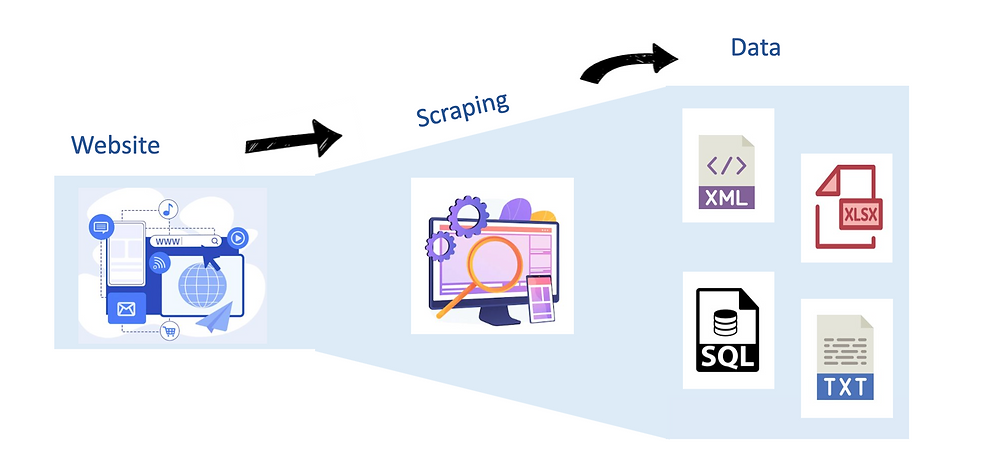 Website
Scraping
Data
WWW
XML
XLSX
SQL
TXT